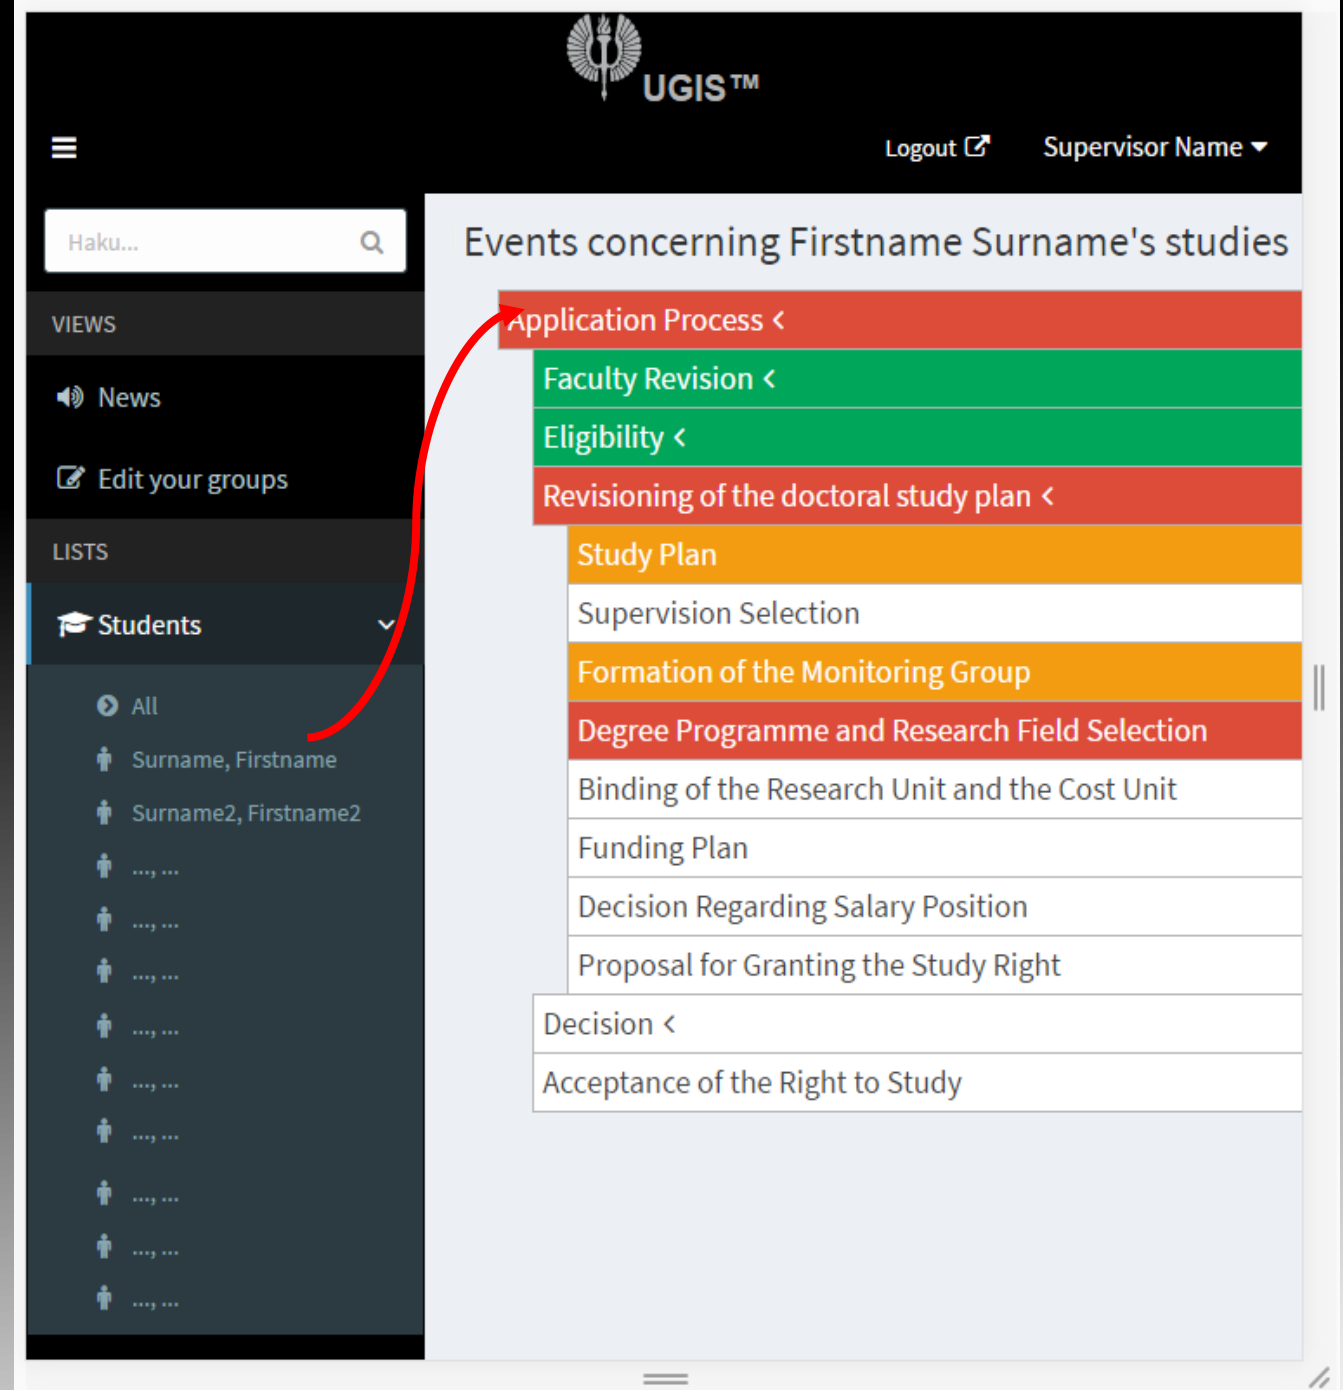 UGIS™
Logout
Supervisor Name
Haku...
Events concerning Firstname Surname's studies
VIEWS
News
Edit your groups
LISTS
Students
All
Surname, Firstname
Surname2, Firstname2
..., ...
..., ...
..., ...
..., ...
..., ...
..., ...
..., ...
..., ...
..., ...
Application Process <
Faculty Revision <
Eligibility <
Revisioning of the doctoral study plan <
Study Plan
Supervision Selection
Formation of the Monitoring Group
Degree Programme and Research Field Selection
Binding of the Research Unit and the Cost Unit
Funding Plan
Decision Regarding Salary Position
Proposal for Granting the Study Right
Decision <
Acceptance of the Right to Study